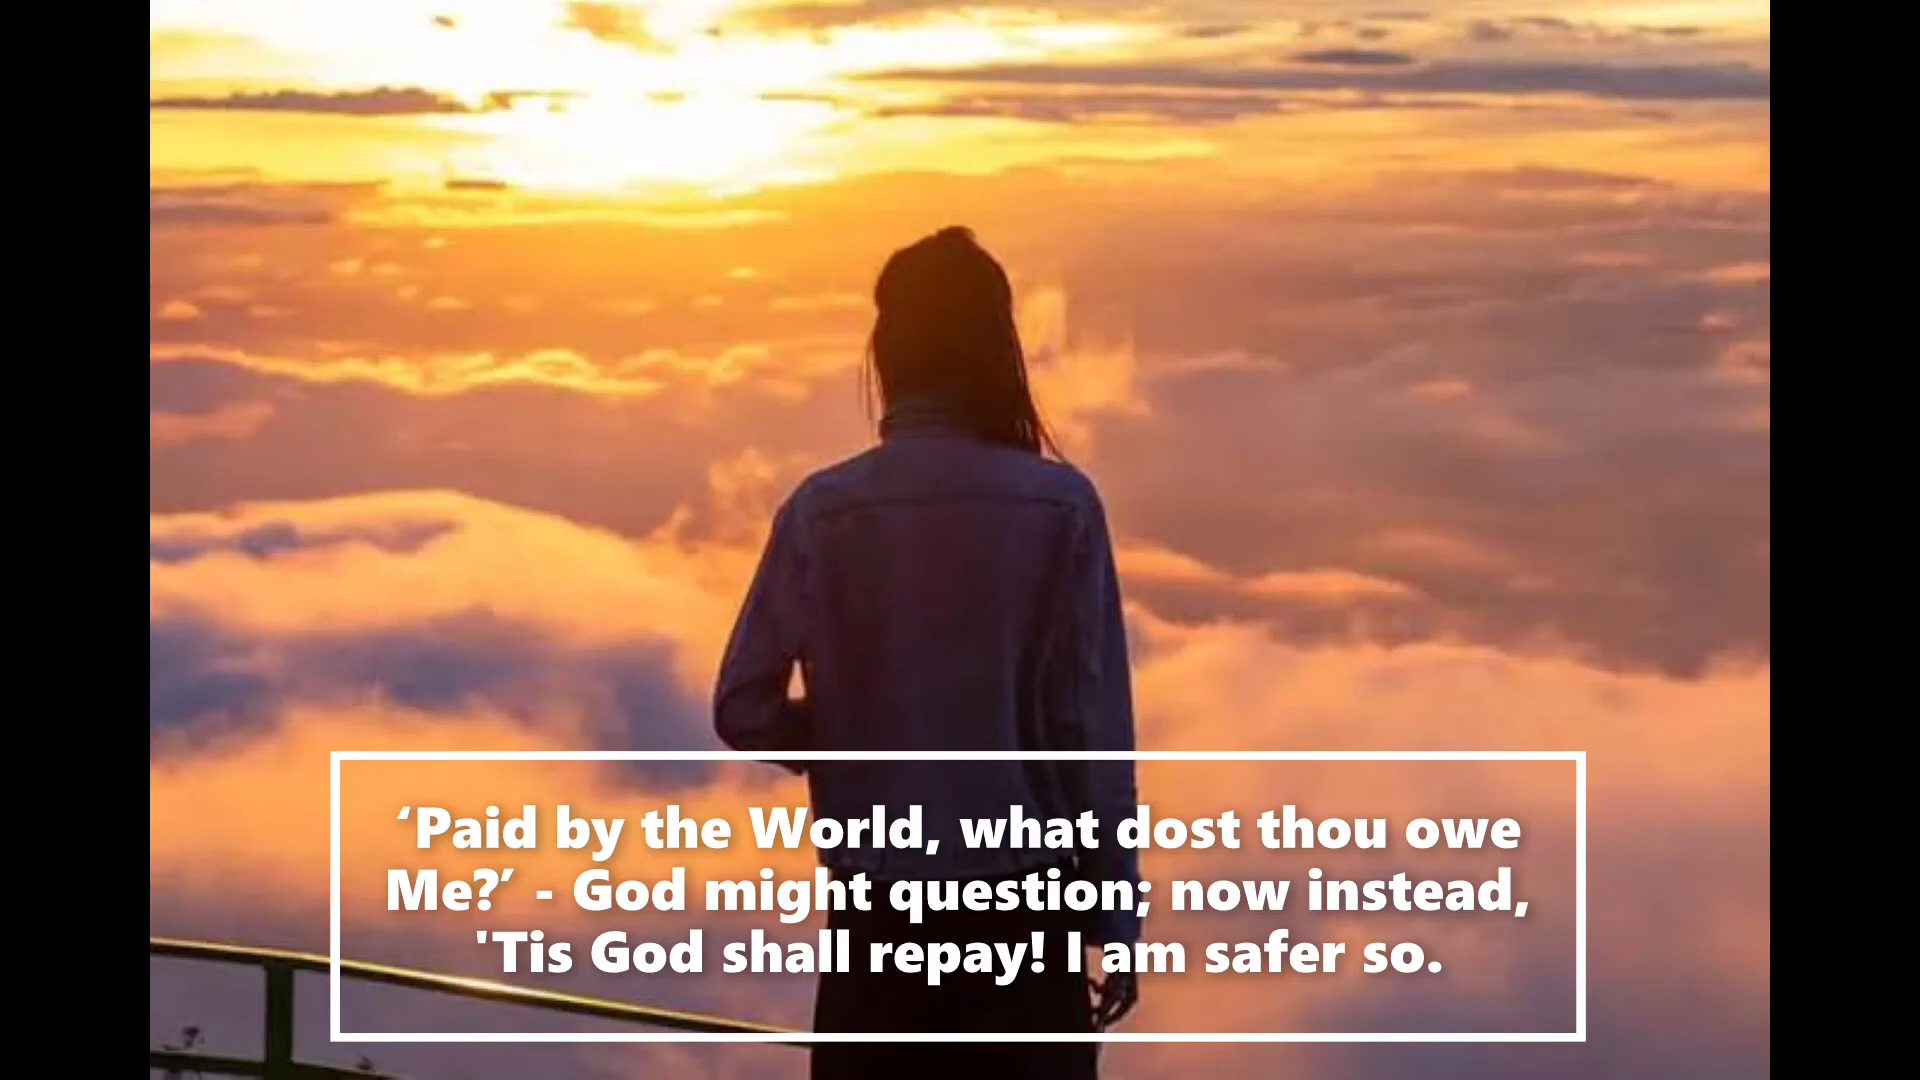 ‘Paid by the World, what dost thou owe
Me?’ - God might question; now instead,
'Tis God shall repay! I am safer so.